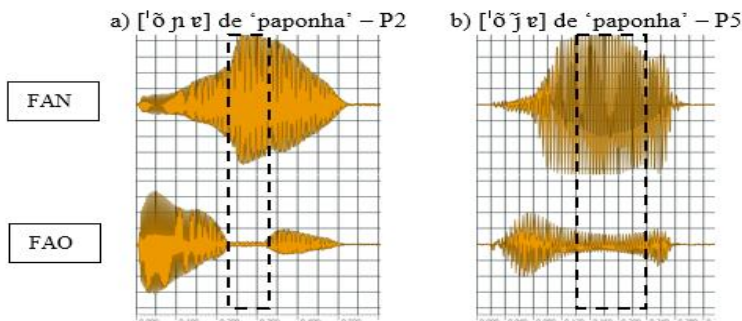 a) [ˈõ ɲ ɐ] de ‘paponha’ – P2
b) [ˈõ j̃ ɐ] de ‘paponha’ – P5
FAN
FAO